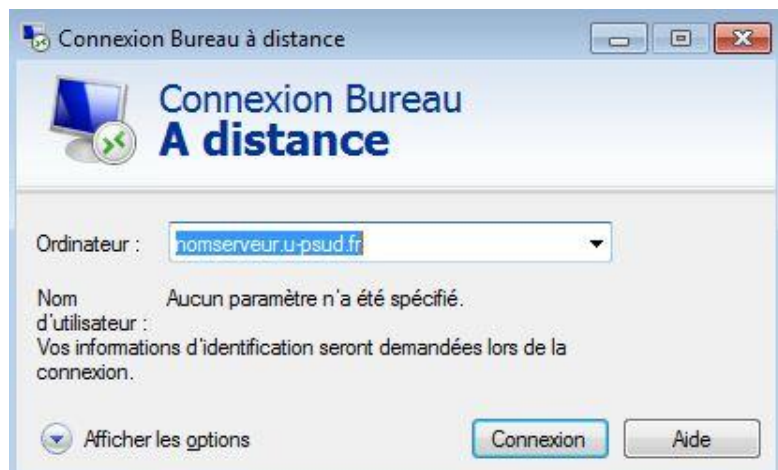 Connexion Bureau à distance
Connexion Bureau
A distance
Ordinateur :
nomserveur.u-psud.fr
Nom
d'utilisateur :
Aucun paramètre n'a été spécifié.
Vos informations d'identification seront demandées lors de la
connexion.
Afficher les options
Connexion
Aide